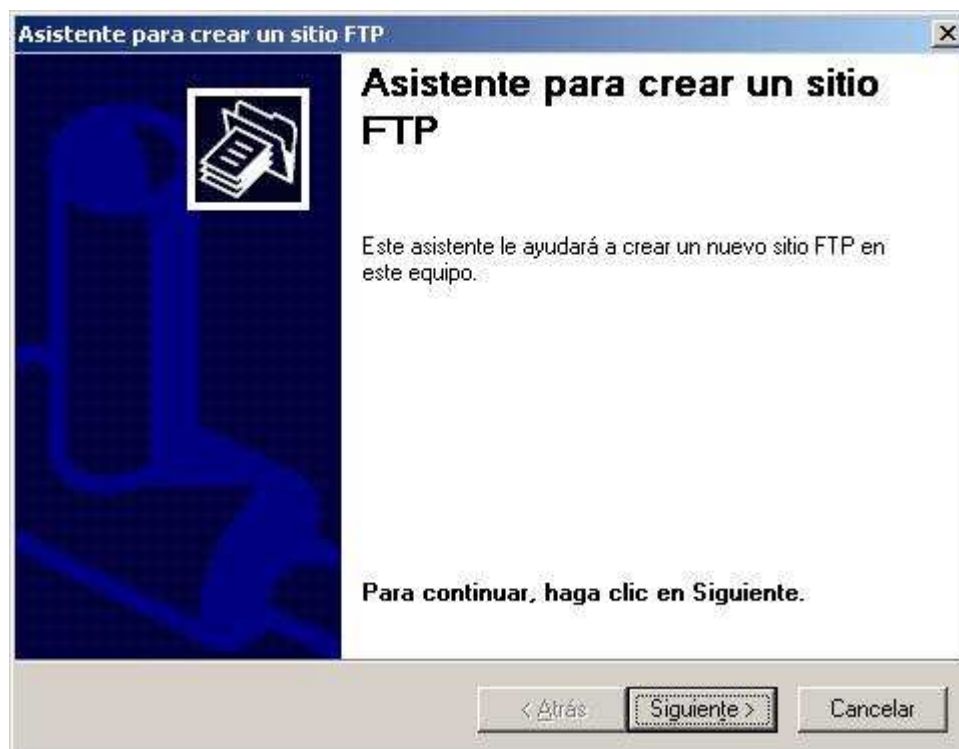 Asistente para crear un sitio FTP
Asistente para crear un sitio
FTP
Este asistente le ayudará a crear un nuevo sitio FTP en
este equipo.
Para continuar, haga clic en Siguiente.
< Atrás
Siguiente >
Cancelar